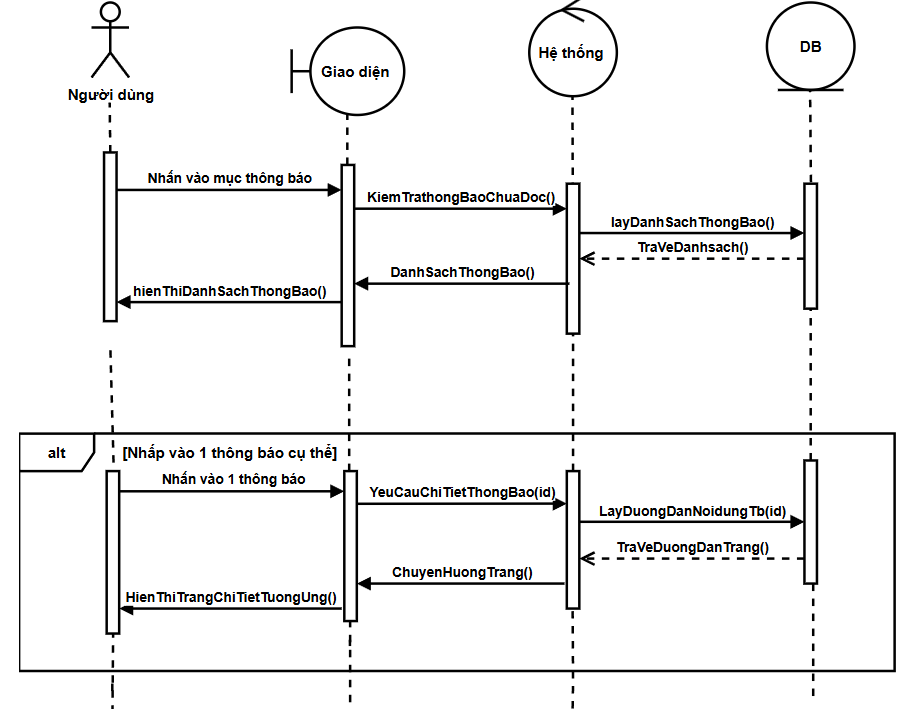 Người dùng
Giao diện
Hệ thống
DB
Nhấn vào mục thông báo
KiemTrathongBaoChuaDoc()
layDanhSachThongBao()
TraVeDanhsach()
DanhSachThongBao()
hienThiDanhSachThongBao()
alt
[Nhấp vào 1 thông báo cụ thể]
Nhấn vào 1 thông báo
YeuCauChiTietThongBao(id)
LayDuongDanNoidungTb(id)
TraVeDuongDanTrang()
ChuyenHuongTrang()
HienThiTrangChiTietTuongUng()